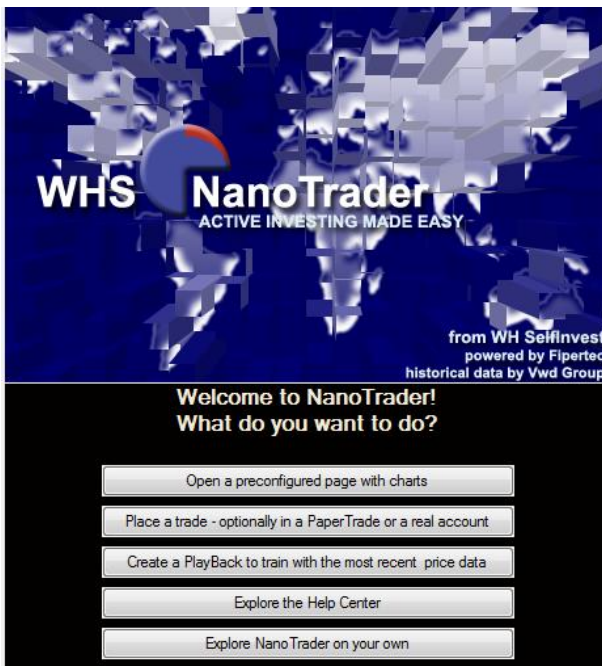 WHS NanoTrader
ACTIVE INVESTING MADE EASY
from WH SelfInvest
powered by Fipertec
historical data by Vwd Group
Welcome to NanoTrader!
What do you want to do?
Open a preconfigured page with charts
Place a trade - optionally in a PaperTrade or a real account
Create a PlayBack to train with the most recent price data
Explore the Help Center
Explore NanoTrader on your own